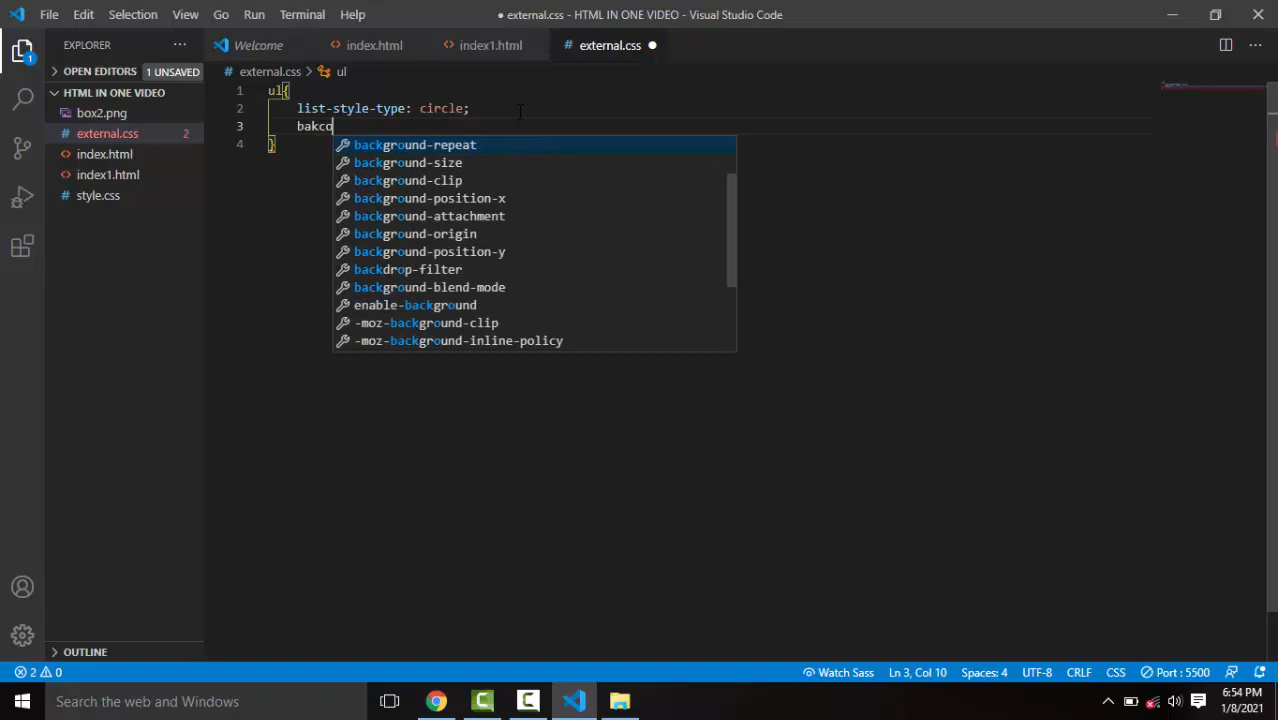 File Edit Selection View Go Run Terminal Help
● external.css - HTML IN ONE VIDEO - Visual Studio Code
EXPLORER ···
Welcome index.html index1.html external.css
OPEN EDITORS 1 UNSAVED
external.css > ul
HTML IN ONE VIDEO
box2.png
external.css 2
index.html
index1.html
style.css
1 ul{
2 list-style-type: circle;
3 bakco
4 }
background-repeat
background-size
background-clip
background-position-x
background-attachment
background-origin
background-position-y
backdrop-filter
background-blend-mode
enable-background
-moz-background-clip
-moz-background-inline-policy
1
OUTLINE
2 0 Watch Sass Ln 3, Col 10 Spaces: 4 UTF-8 CRLF CSS Port : 5500
Search the web and Windows
6:54 PM
1/8/2021